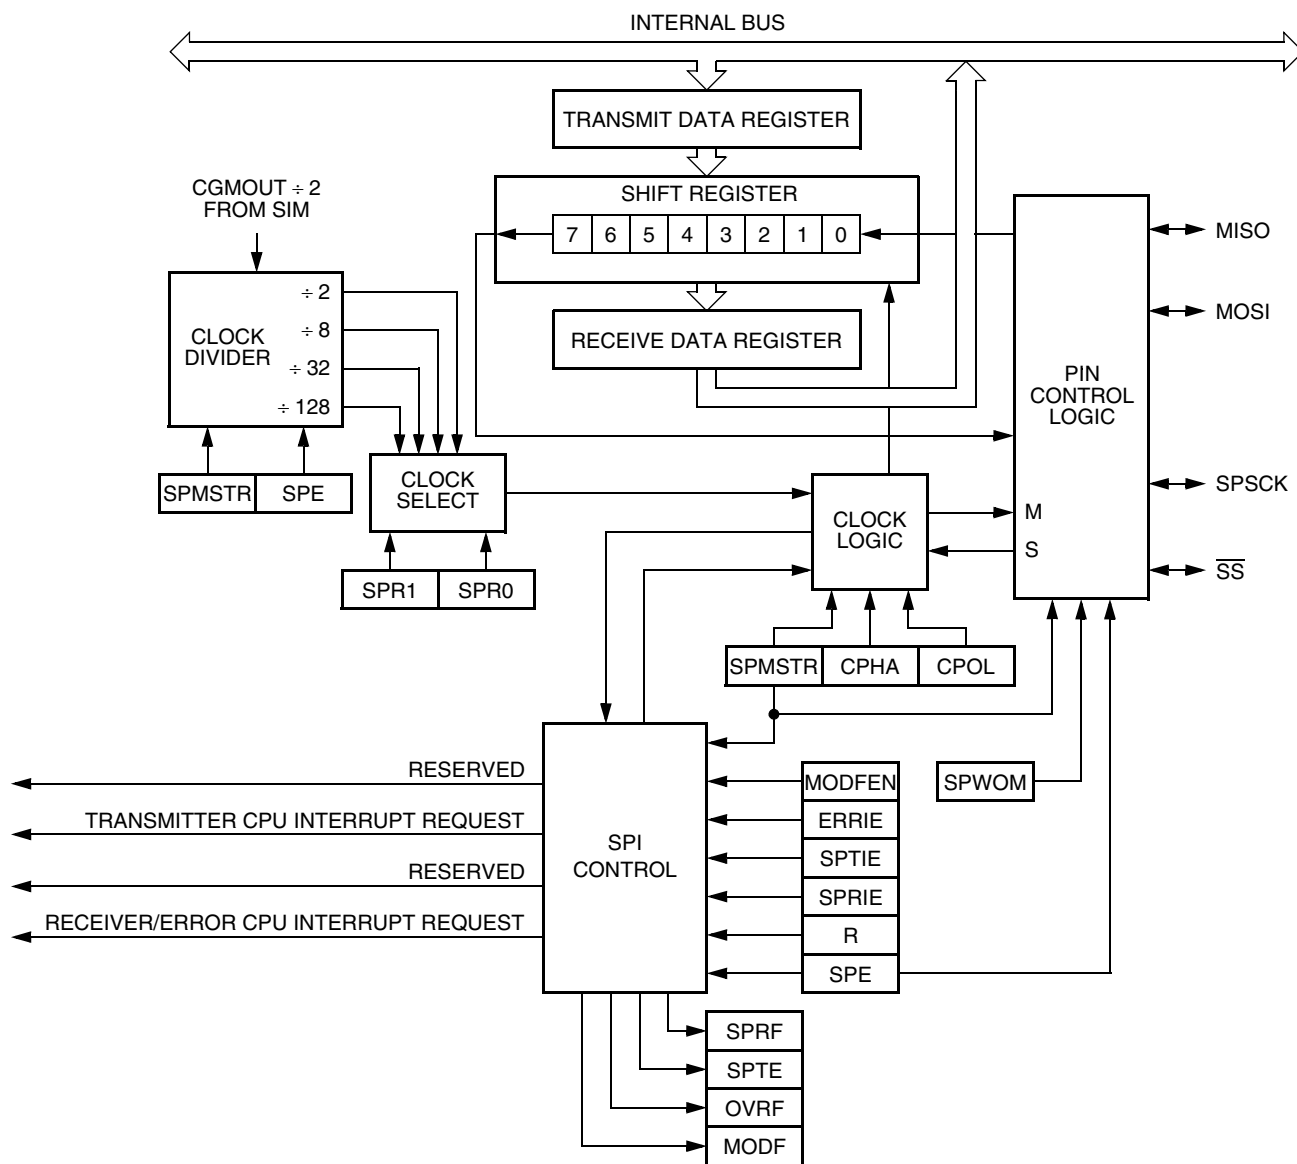 INTERNAL BUS
TRANSMIT DATA REGISTER
CGMOUT ÷ 2
FROM SIM
SHIFT REGISTER
7 6 5 4 3 2 1 0
MISO
MOSI
CLOCK
DIVIDER
÷ 2
÷ 8
÷ 32
÷ 128
RECEIVE DATA REGISTER
PIN
CONTROL
LOGIC
SPMSTR SPE
CLOCK
SELECT
SPR1 SPR0
CLOCK
LOGIC
M
S
SPSCK
SS
SPMSTR CPHA CPOL
RESERVED
TRANSMITTER CPU INTERRUPT REQUEST
RESERVED
RECEIVER/ERROR CPU INTERRUPT REQUEST
SPI
CONTROL
MODFEN
ERRIE
SPTIE
SPRIE
R
SPE
SPWOM
SPRF
SPTE
OVRF
MODF